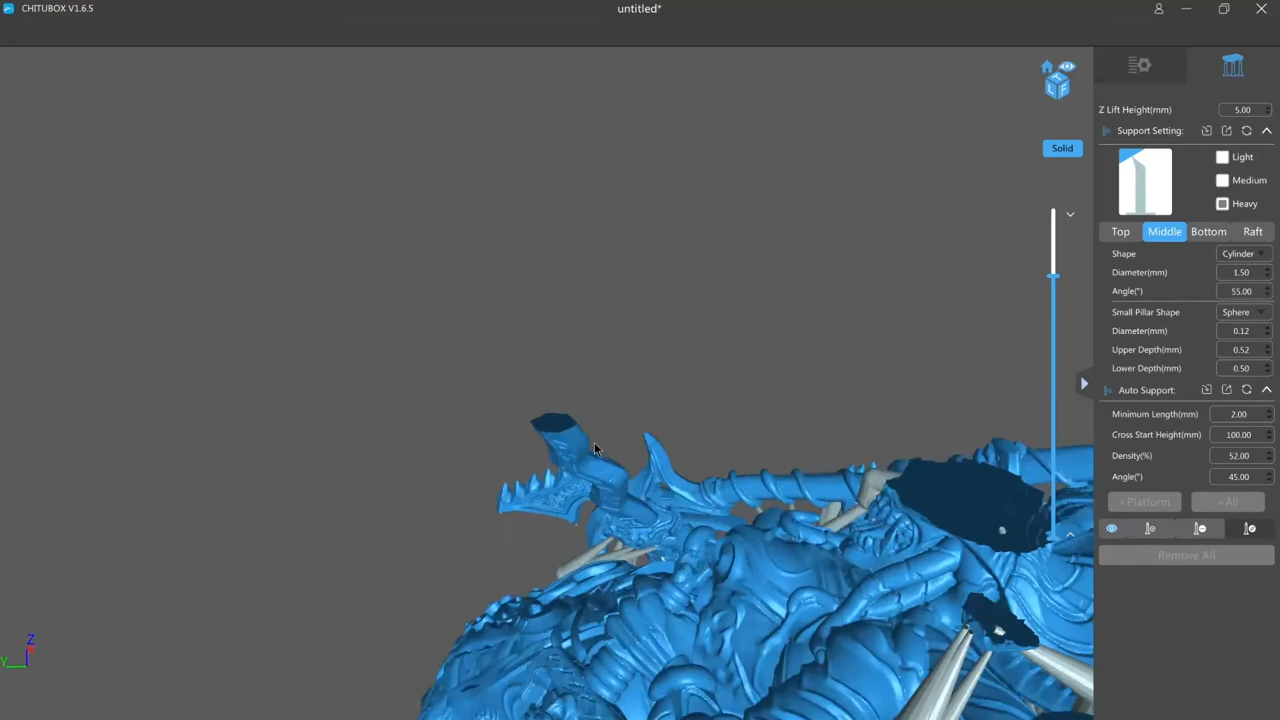 CHITUBOX V1.6.5
untitled*
Z Lift Height(mm) 5.00
Support Setting:
Light
Medium
Heavy
Top Middle Bottom Raft
Shape Cylinder
Diameter(mm) 1.50
Angle(°) 55.00
Small Pillar Shape Sphere
Diameter(mm) 0.12
Upper Depth(mm) 0.52
Lower Depth(mm) 0.50
Auto Support:
Minimum Length(mm) 2.00
Cross Start Height(mm) 100.00
Density(%) 52.00
Angle(°) 45.00
+Platform +All
Remove All
Solid
T
L F
Z
Y